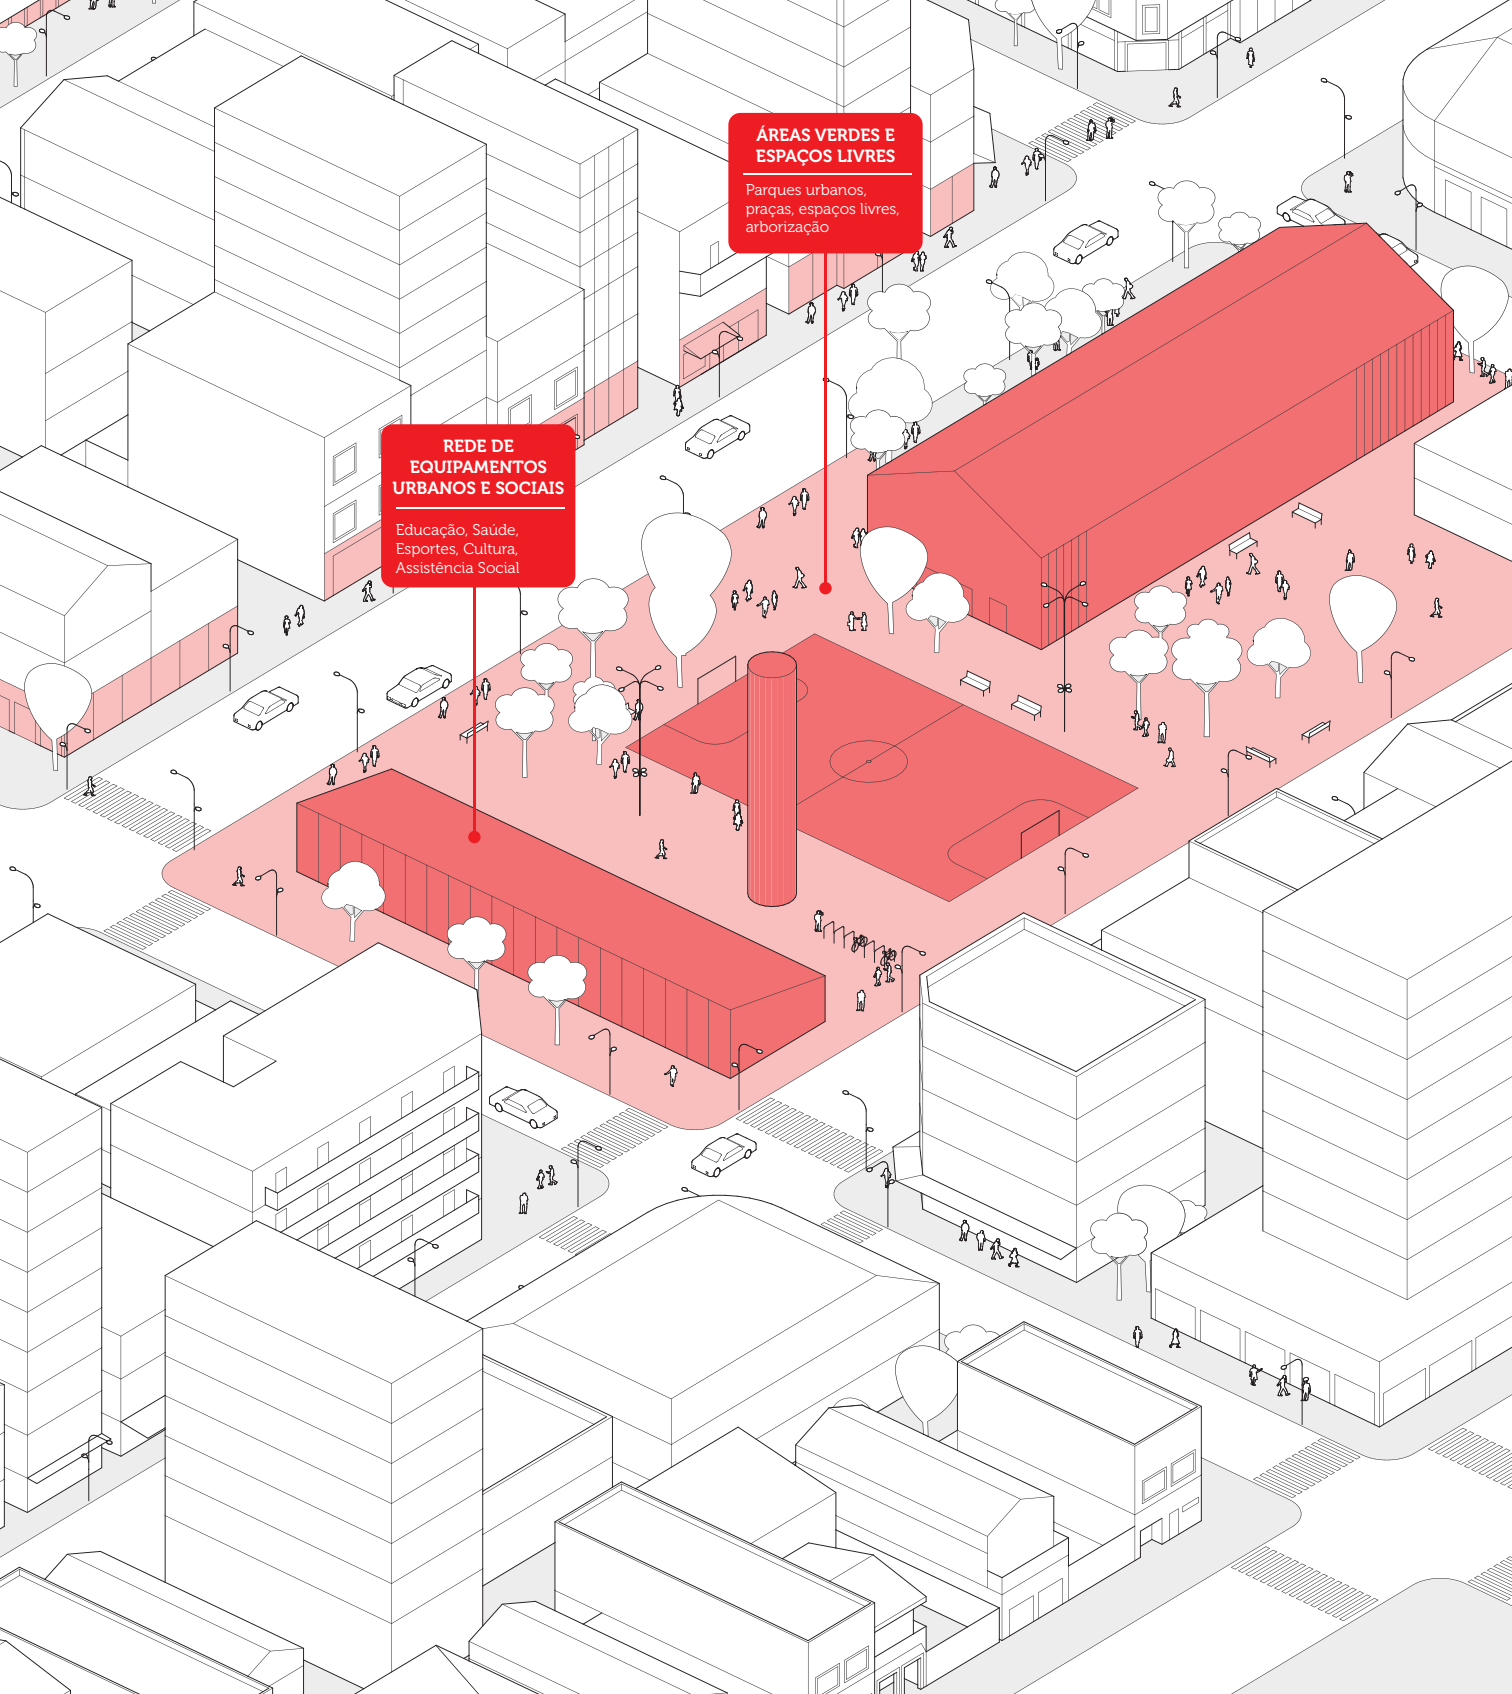 ÁREAS VERDES E
ESPAÇOS LIVRES
Parques urbanos,
praças, espaços livres,
arborização
REDE DE
EQUIPAMENTOS
URBANOS E SOCIAIS
Educação, Saúde,
Esportes, Cultura,
Assistência Social